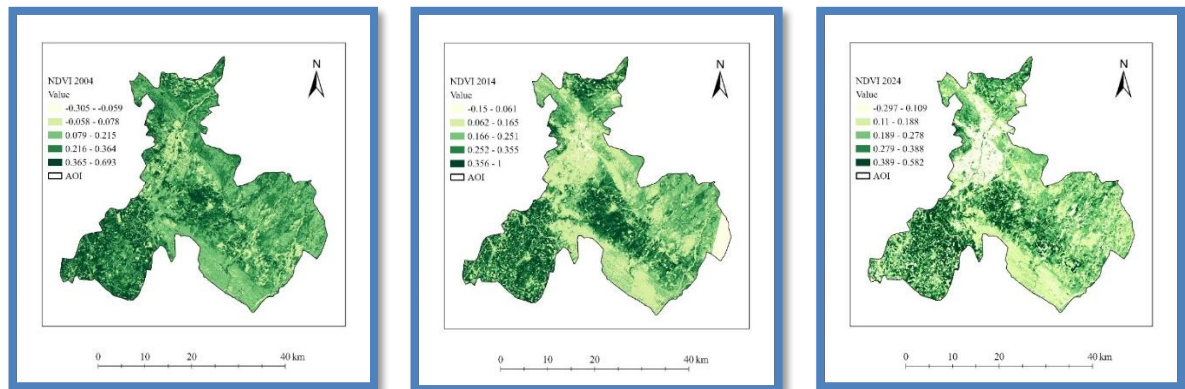 N
NDVI 2004
Value
-0.305 - -0.059
-0.058 - 0.078
0.079 - 0.215
0.216 - 0.364
0.365 - 0.693
AOI
0 10 20 40 km
N
NDVI 2014
Value
-0.15 - 0.061
0.062 - 0.165
0.166 - 0.251
0.252 - 0.355
0.356 - 1
AOI
0 10 20 40 km
N
NDVI 2024
Value
-0.297 - 0.109
0.11 - 0.188
0.189 - 0.278
0.279 - 0.388
0.389 - 0.582
AOI
0 10 20 40 km